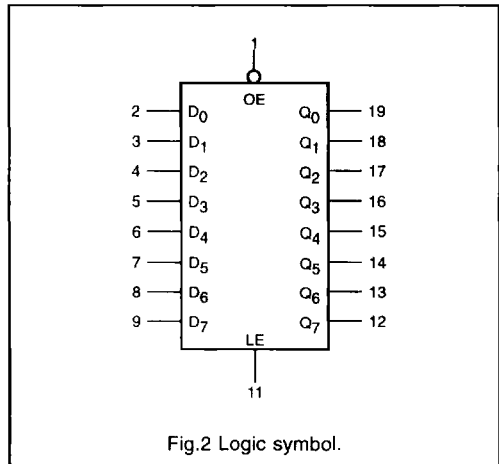 1
OE
2 D0 Q0 19
3 D1 Q1 18
4 D2 Q2 17
5 D3 Q3 16
6 D4 Q4 15
7 D5 Q5 14
8 D6 Q6 13
9 D7 Q7 12
LE
11
Fig.2 Logic symbol.